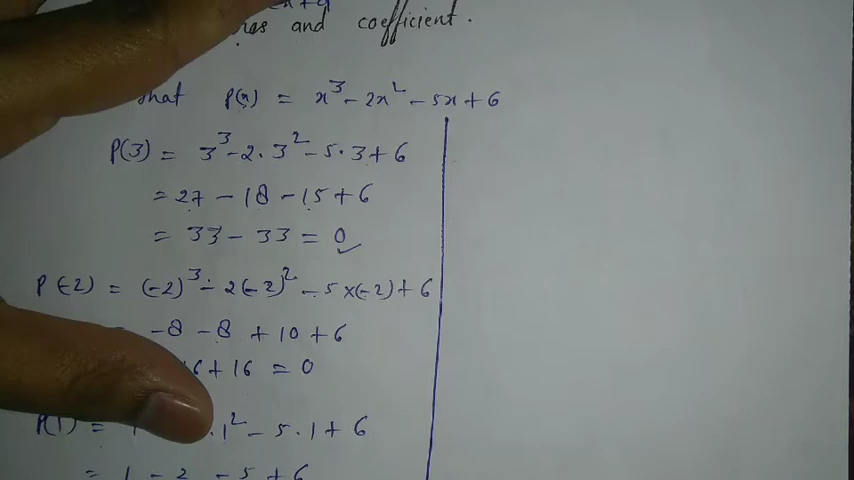 and coefficient.
that P(x) = x³ - 2x² - 5x + 6
P(3) = 3³ - 2·3² - 5·3 + 6
= 27 - 18 - 15 + 6
= 33 - 33 = 0 ✓
P(-2) = (-2)³ - 2(-2)² - 5×(-2) + 6
-8 - 8 + 10 + 6
16 + 16 = 0
P(1) = 1²- 5·1 + 6
= 1 - 2 - 5 + 6